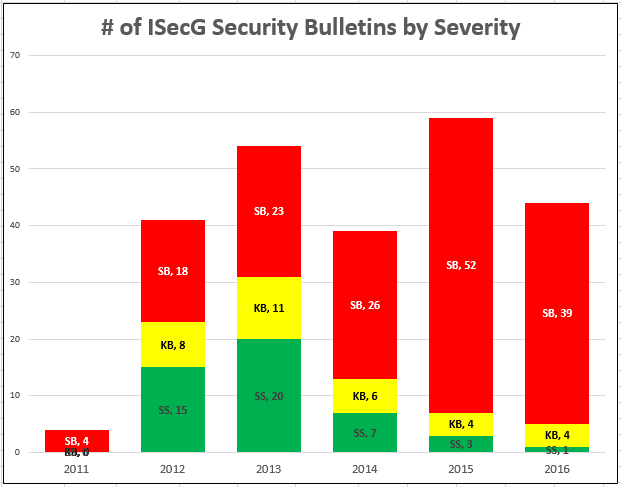 # of ISecG Security Bulletins by Severity
70
60
50
40
30
20
10
0
SB, 4
KB, 0
SB, 18
KB, 8
SS, 15
SB, 23
KB, 11
SS, 20
SB, 26
KB, 6
SS, 7
SB, 52
KB, 4
SS, 3
SB, 39
KB, 4
SS, 1
2011 2012 2013 2014 2015 2016